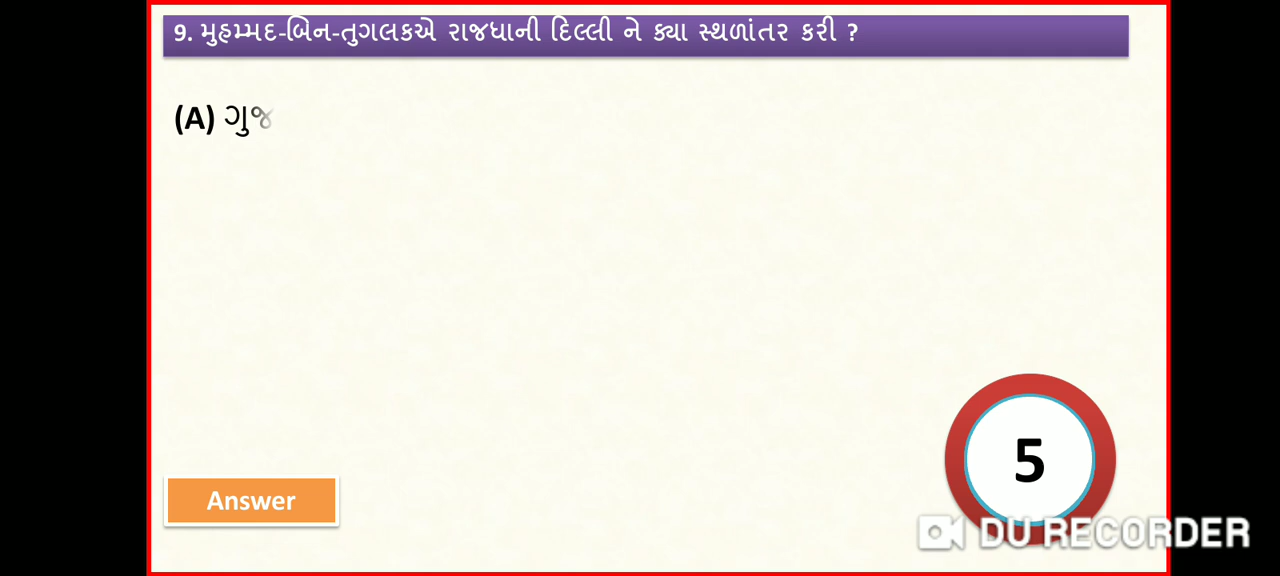 9. મુહમ્મદ-બિન-તુગલકએ રાજધાની દિલ્લી ને ક્યા સ્થળાંતર કરી ?
(A) ગુજ
5
Answer
DU RECORDER